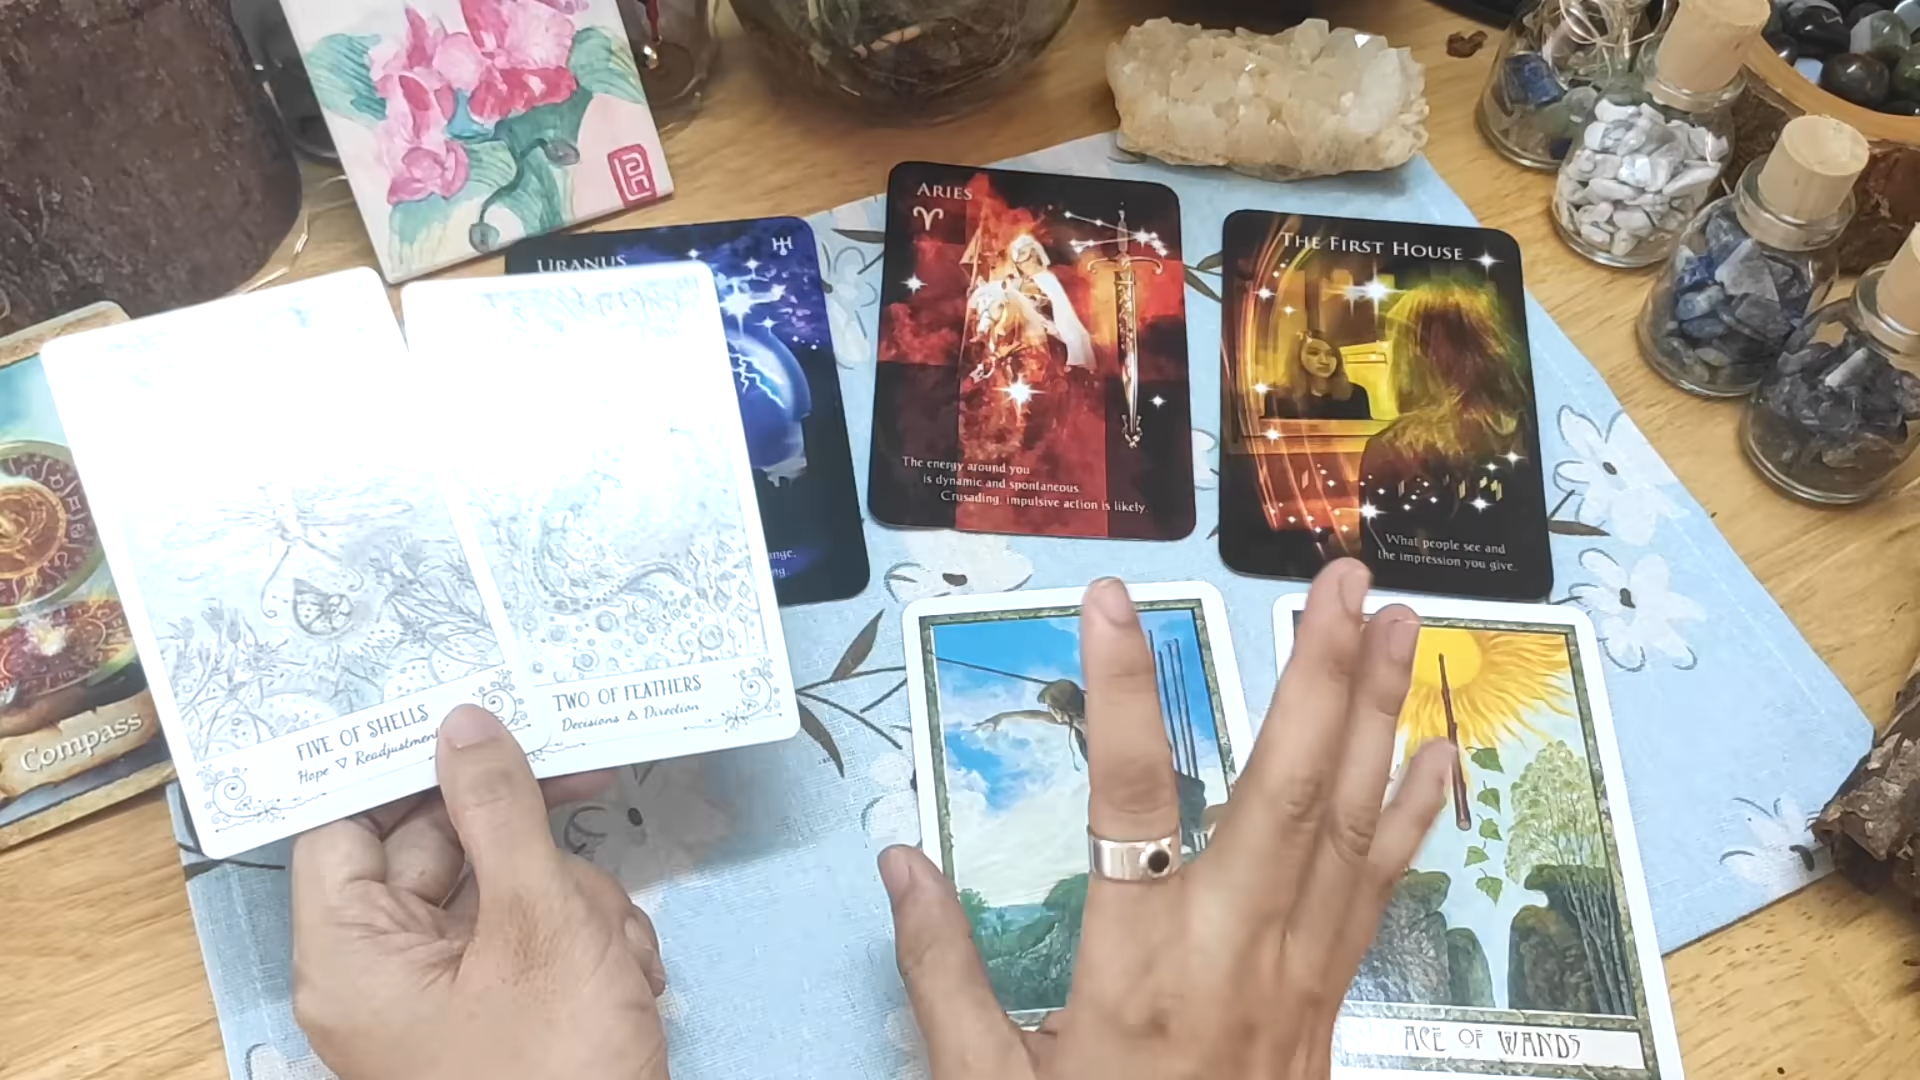 URANUS
ARIES
The energy around you
is dynamic and spontaneous.
Crusading, impulsive action is likely.
THE FIRST HOUSE
What people see and
the impression you give.
FIVE OF SHELLS
Hope ▽ Readjustment
TWO OF FEATHERS
Decisions △ Direction
Compass
ACE OF WANDS